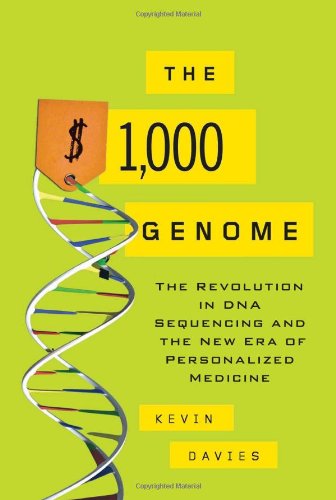 Copyrighted Material
THE
$ 1,000
GENOME
THE REVOLUTION
IN DNA
SEQUENCING AND
THE NEW ERA OF
PERSONALIZED
MEDICINE
KEVIN
DAVIES
Copyrighted Material